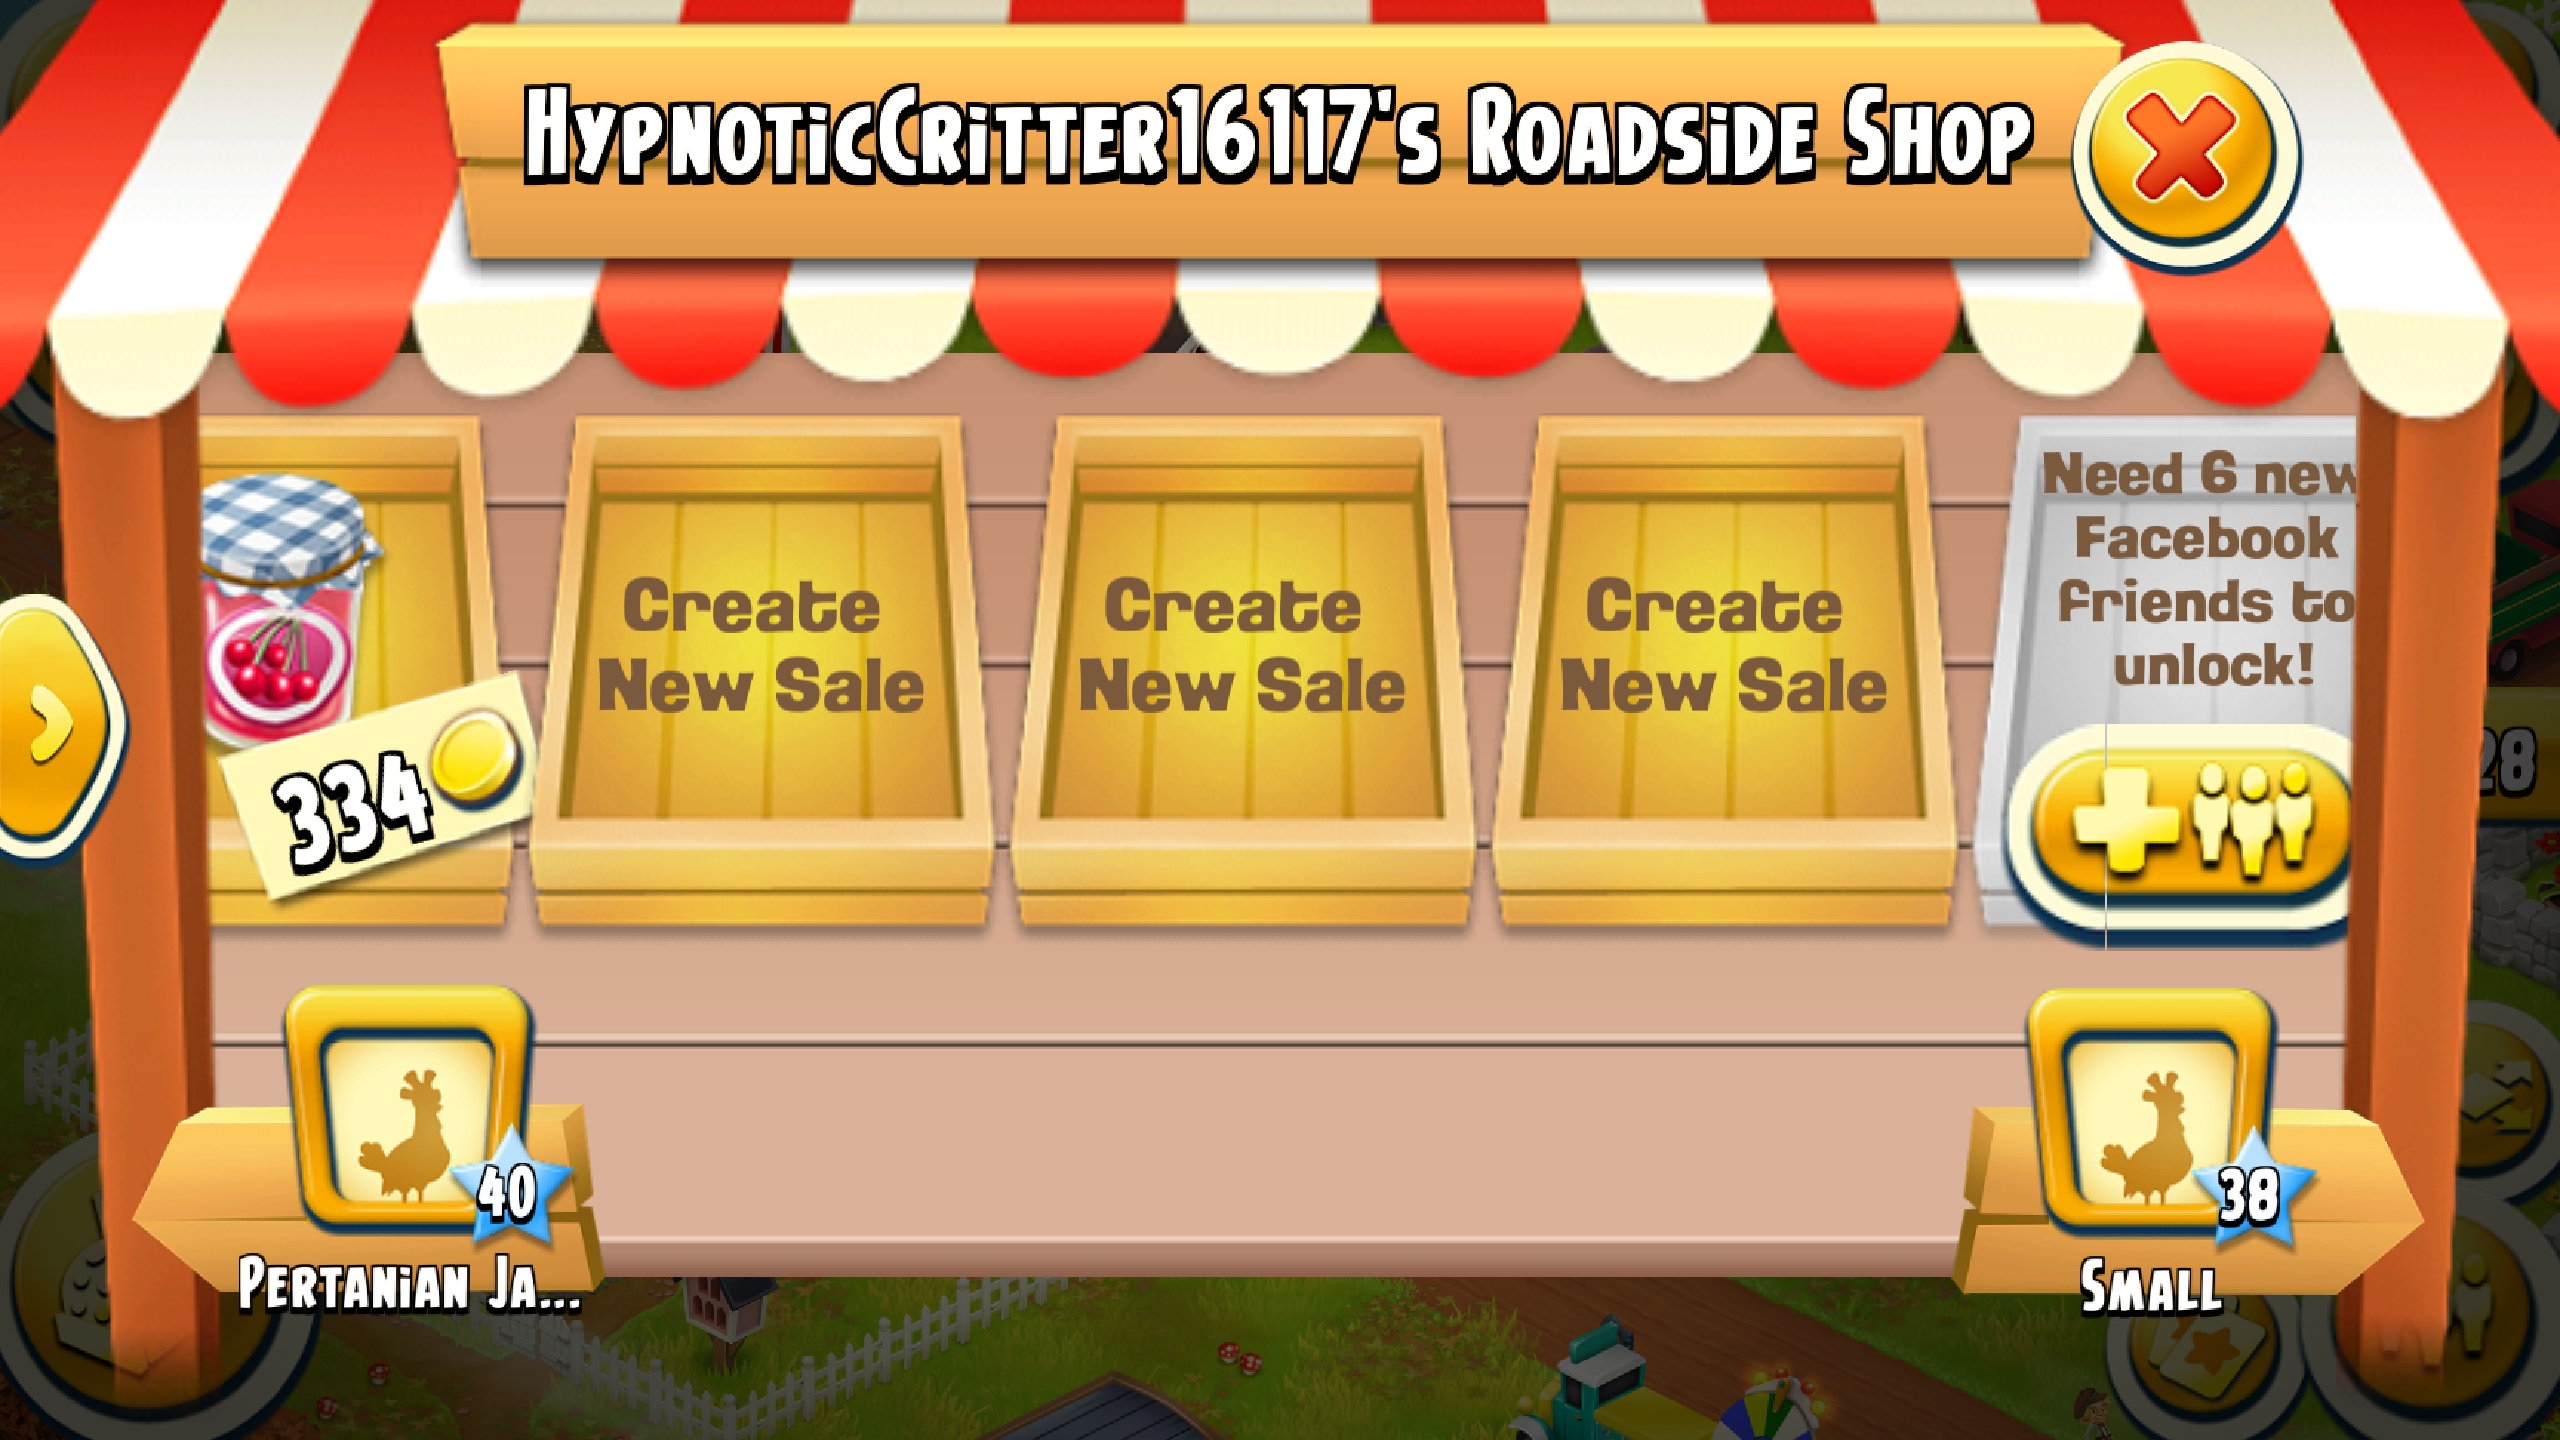 HypnoticCritter16117's Roadside Shop
Create
New Sale
Create
New Sale
Create
New Sale
Need 6 new
Facebook
friends to
unlock!
334
28
40
38
Pertanian Ja...
Small